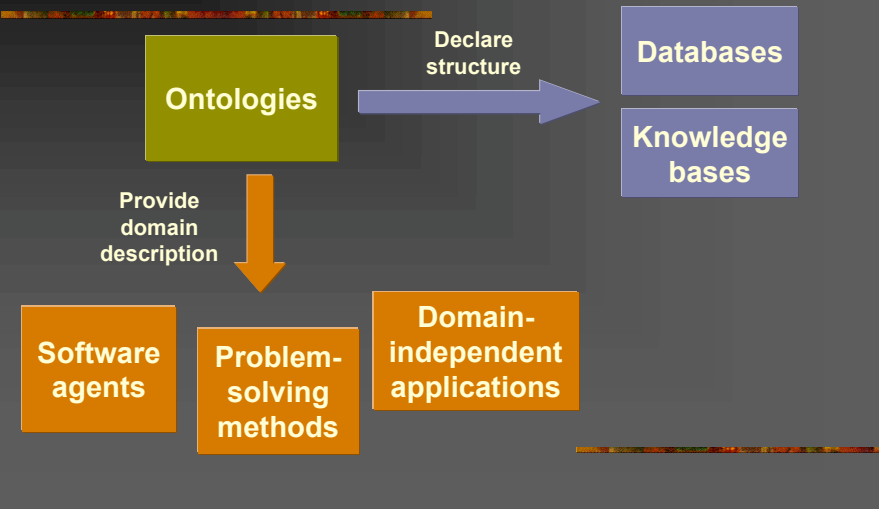 Ontologies
Declare
structure
Databases
Knowledge
bases
Provide
domain
description
Software
agents
Problem-
solving
methods
Domain-
independent
applications